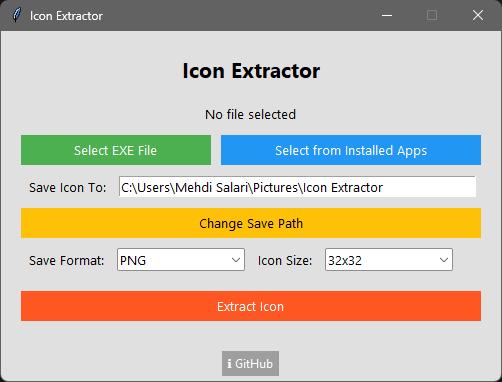 Icon Extractor
Icon Extractor
No file selected
Select EXE File Select from Installed Apps
Save Icon To: C:\Users\Mehdi Salari\Pictures\Icon Extractor
Change Save Path
Save Format: PNG Icon Size: 32x32
Extract Icon
ℹ GitHub